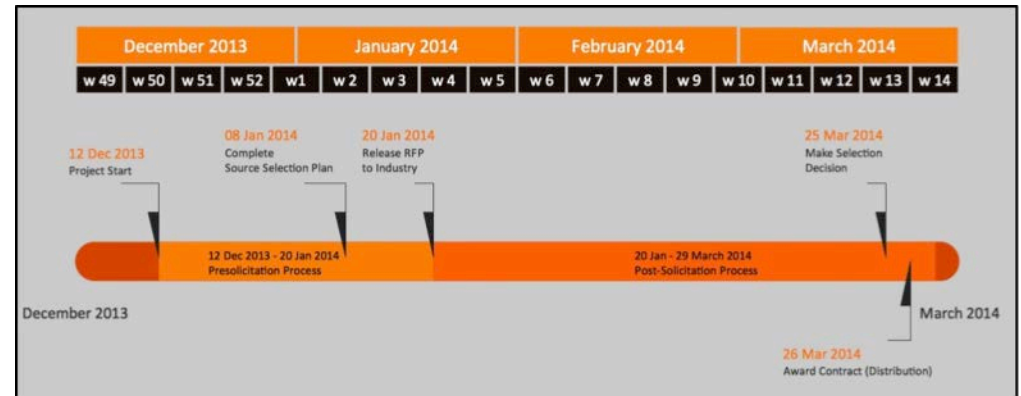 December 2013 January 2014 February 2014 March 2014
w 49 w 50 w 51 w 52 w1 w 2 w 3 w 4 w 5 w 6 w 7 w 8 w 9 w 10 w 11 w 12 w 13 w 14
12 Dec 2013
Project Start
08 Jan 2014
Complete
Source Selection Plan
20 Jan 2014
Release RFP
to Industry
25 Mar 2014
Make Selection
Decision
12 Dec 2013 - 20 Jan 2014
Presolicitation Process
20 Jan - 29 March 2014
Post-Solicitation Process
December 2013
March 2014
26 Mar 2014
Award Contract (Distribution)